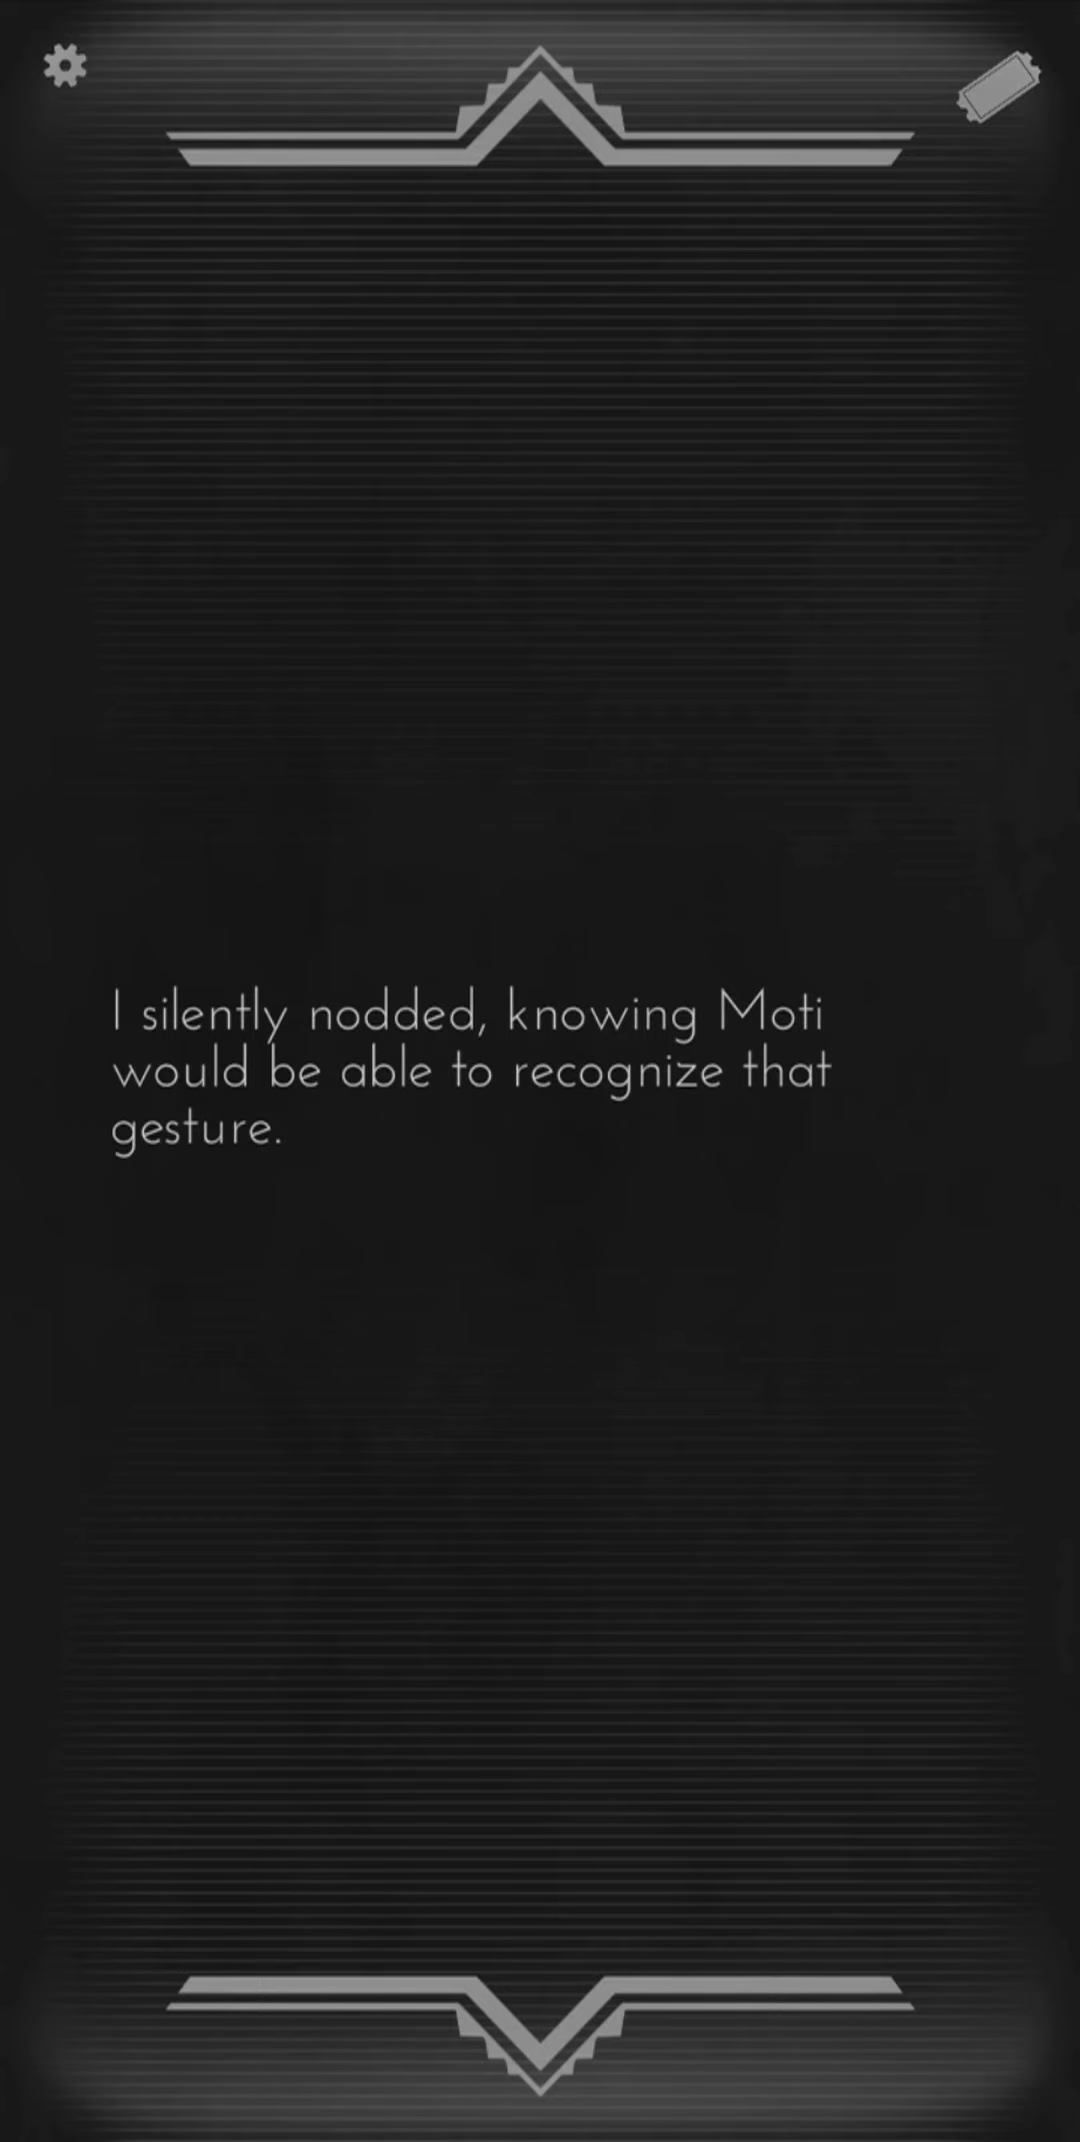 I silently nodded, knowing Moti
would be able to recognize that
gesture.